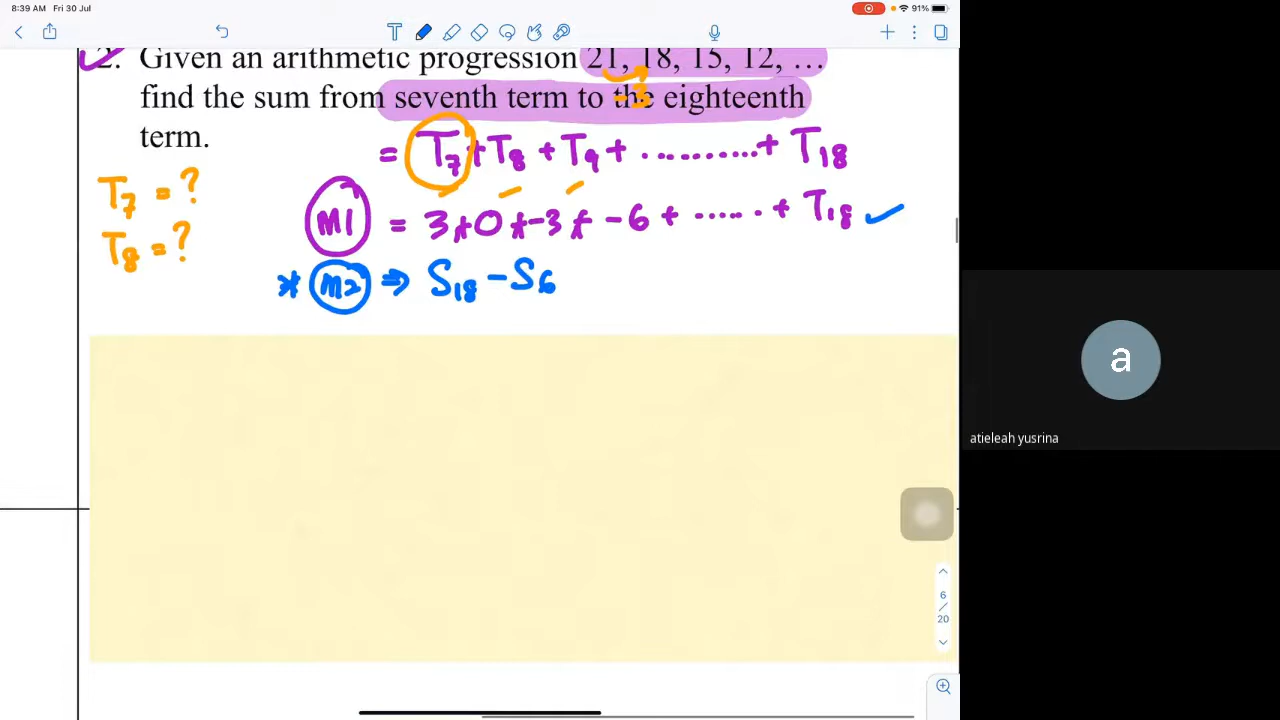 8:39 AM Fri 30 Jul
91%
2. Given an arithmetic progression 21, 18, 15, 12, …
-3
find the sum from seventh term to the eighteenth
term.
= T7 + T8 + T9 + .......... + T18
T7 = ?
T8 = ?
M1 = 3 + 0 + -3 + -6 + ...... + T18 ✓
* M2 ⇒ S18 - S6
a
atieleah yusrina
6
/
20